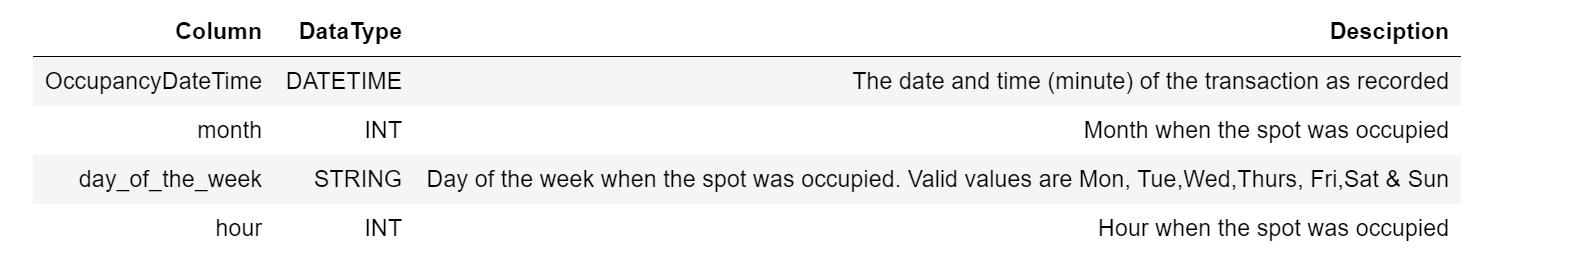 Column DataType Desciption
OccupancyDateTime DATETIME The date and time (minute) of the transaction as recorded
month INT Month when the spot was occupied
day_of_the_week STRING Day of the week when the spot was occupied. Valid values are Mon, Tue,Wed,Thurs, Fri,Sat & Sun
hour INT Hour when the spot was occupied